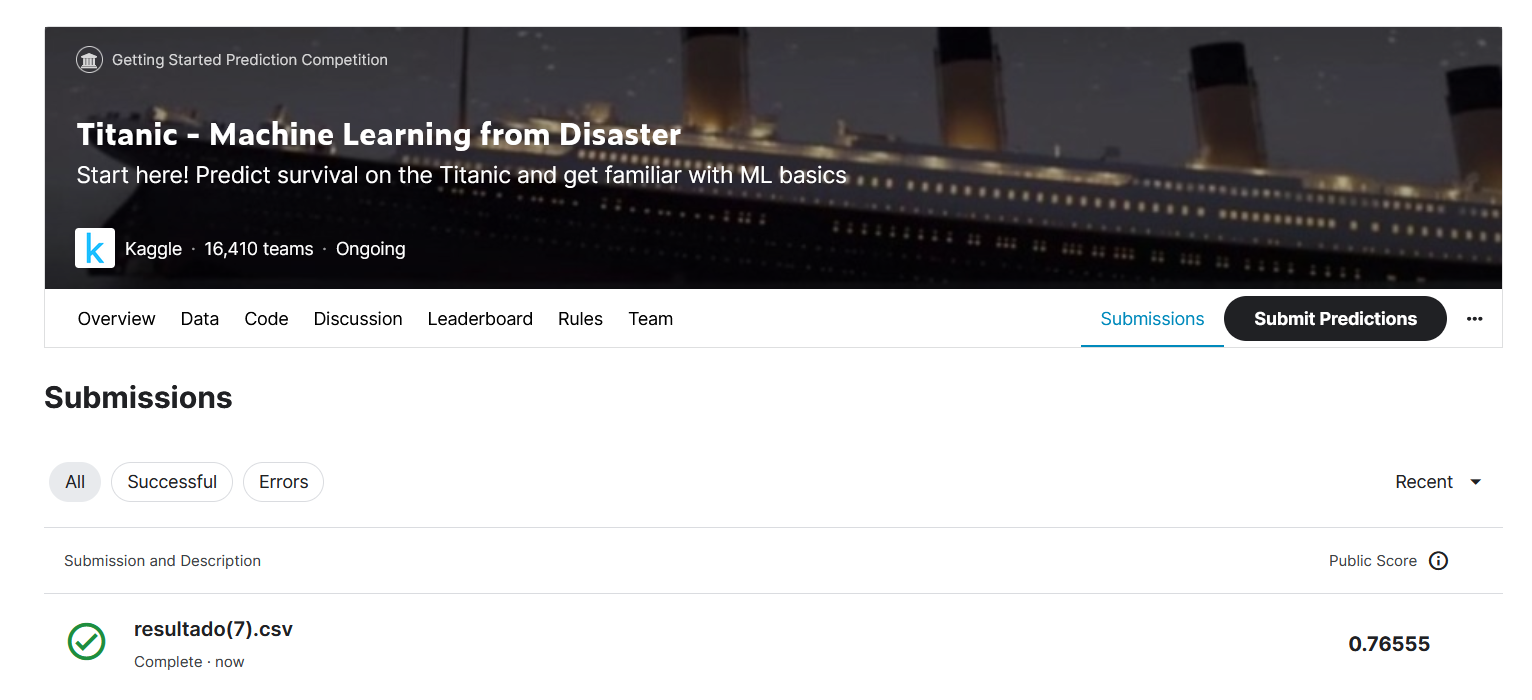 Getting Started Prediction Competition
Titanic - Machine Learning from Disaster
Start here! Predict survival on the Titanic and get familiar with ML basics
k Kaggle · 16,410 teams · Ongoing
Overview Data Code Discussion Leaderboard Rules Team Submissions Submit Predictions ...
Submissions
All Successful Errors Recent
Submission and Description Public Score
resultado(7).csv
Complete · now
0.76555